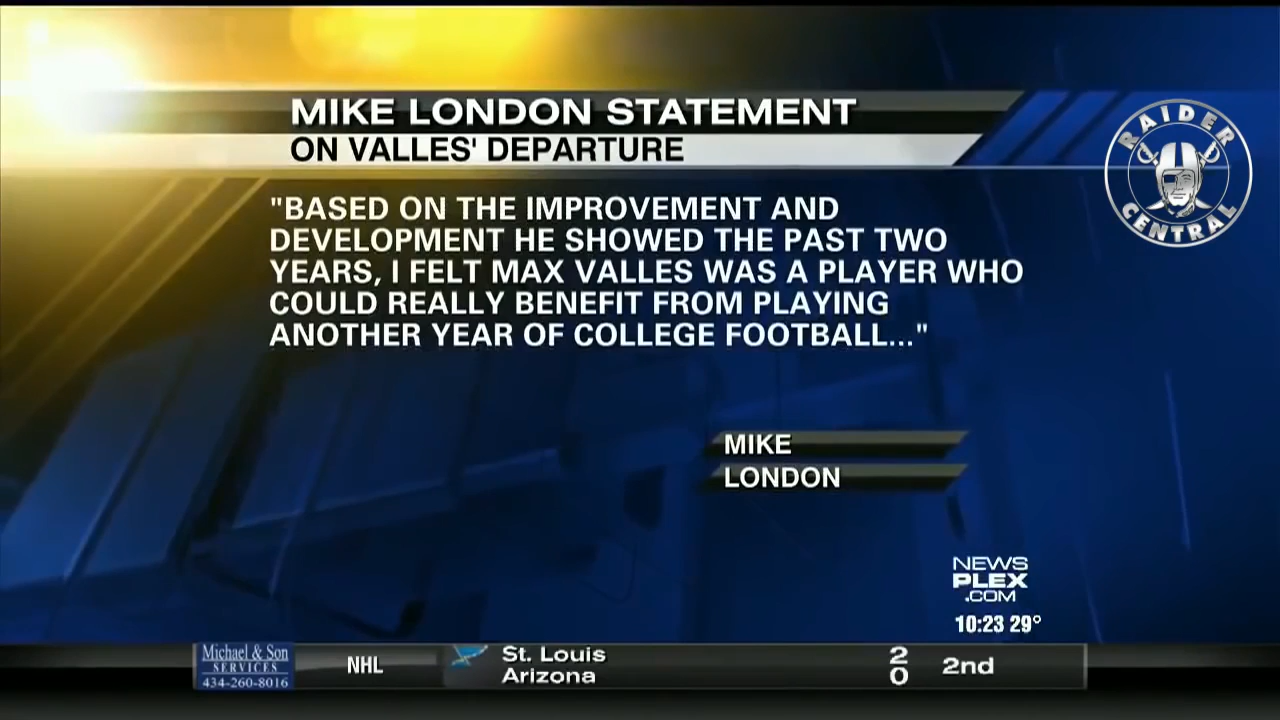 MIKE LONDON STATEMENT
ON VALLES' DEPARTURE
RAIDER
CENTRAL
"BASED ON THE IMPROVEMENT AND
DEVELOPMENT HE SHOWED THE PAST TWO
YEARS, I FELT MAX VALLES WAS A PLAYER WHO
COULD REALLY BENEFIT FROM PLAYING
ANOTHER YEAR OF COLLEGE FOOTBALL..."
MIKE
LONDON
NEWS
PLEX
.COM
10:23 29°
Michael & Son
SERVICES
434-260-8016
NHL
St. Louis 2
Arizona 0
2nd